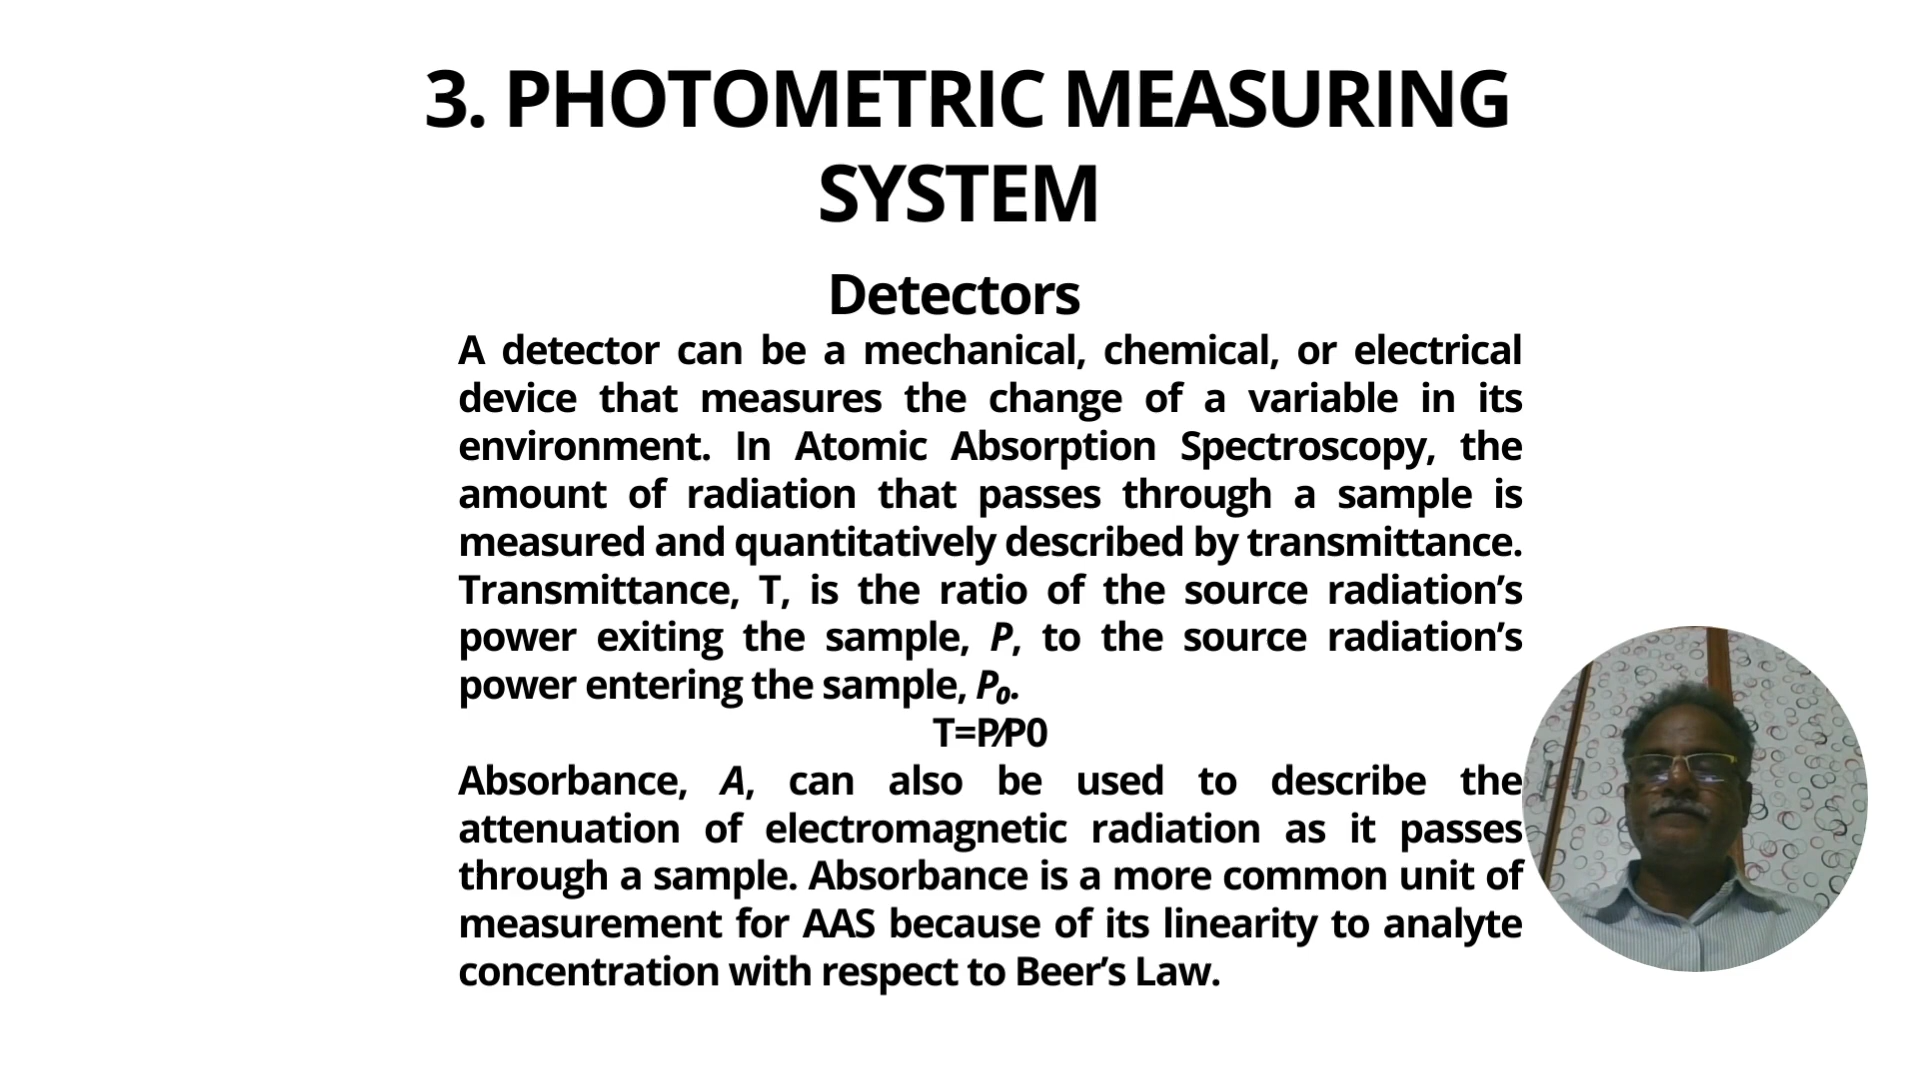 3. PHOTOMETRIC MEASURING
SYSTEM
Detectors
A detector can be a mechanical, chemical, or electrical
device that measures the change of a variable in its
environment. In Atomic Absorption Spectroscopy, the
amount of radiation that passes through a sample is
measured and quantitatively described by transmittance.
Transmittance, T, is the ratio of the source radiation’s
power exiting the sample, P, to the source radiation’s
power entering the sample, P₀.
T=P/P0
Absorbance, A, can also be used to describe the
attenuation of electromagnetic radiation as it passes
through a sample. Absorbance is a more common unit of
measurement for AAS because of its linearity to analyte
concentration with respect to Beer’s Law.